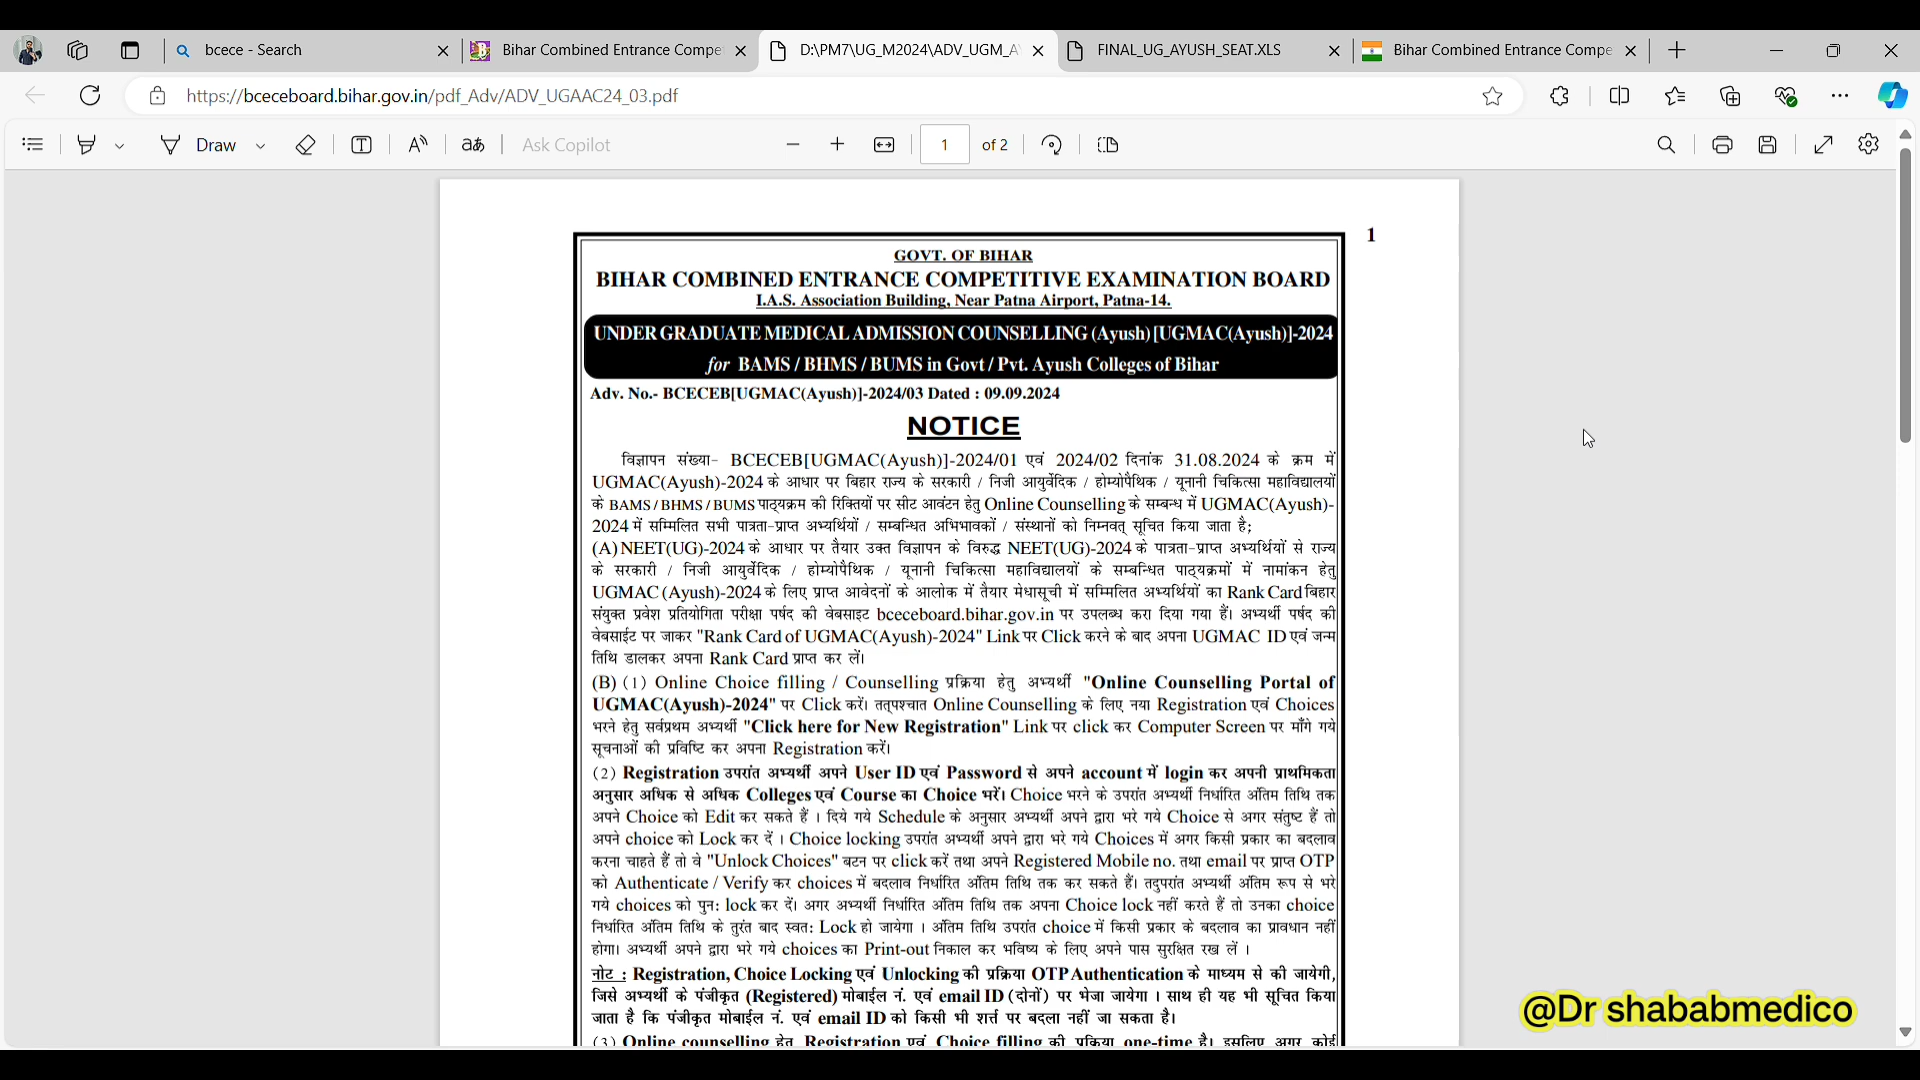 bcece - Search
Bihar Combined Entrance Compe
D:\PM7\UG_M2024\ADV_UGM_A
FINAL_UG_AYUSH_SEAT.XLS
Bihar Combined Entrance Compe
https://bceceboard.bihar.gov.in/pdf_Adv/ADV_UGAAC24_03.pdf
Draw
aあ
Ask Copilot
1 of 2
1
GOVT. OF BIHAR
BIHAR COMBINED ENTRANCE COMPETITIVE EXAMINATION BOARD
I.A.S. Association Building, Near Patna Airport, Patna-14.
UNDER GRADUATE MEDICAL ADMISSION COUNSELLING (Ayush) [UGMAC(Ayush)]-2024
for BAMS / BHMS / BUMS in Govt / Pvt. Ayush Colleges of Bihar
Adv. No.- BCECEB[UGMAC(Ayush)]-2024/03 Dated : 09.09.2024
NOTICE
विज्ञापन संख्या- BCECEB[UGMAC(Ayush)]-2024/01 एवं 2024/02 दिनांक 31.08.2024 के क्रम में
UGMAC(Ayush)-2024 के आधार पर बिहार राज्य के सरकारी / निजी आयुर्वेदिक / होम्योपैथिक / यूनानी चिकित्सा महाविद्यालयों
के BAMS / BHMS / BUMS पाठ्यक्रम की रिक्तियों पर सीट आवंटन हेतु Online Counselling के सम्बन्ध में UGMAC(Ayush)-
2024 में सम्मिलित सभी पात्रता-प्राप्त अभ्यर्थियों / सम्बन्धित अभिभावकों / संस्थानों को निम्नवत् सूचित किया जाता है;
(A) NEET(UG)-2024 के आधार पर तैयार उक्त विज्ञापन के विरुद्ध NEET(UG)-2024 के पात्रता-प्राप्त अभ्यर्थियों से राज्य
के सरकारी / निजी आयुर्वेदिक / होम्योपैथिक / यूनानी चिकित्सा महाविद्यालयों के सम्बन्धित पाठ्यक्रमों में नामांकन हेतु
UGMAC (Ayush)-2024 के लिए प्राप्त आवेदनों के आलोक में तैयार मेधासूची में सम्मिलित अभ्यर्थियों का Rank Card बिहार
संयुक्त प्रवेश प्रतियोगिता परीक्षा पर्षद की वेबसाइट bceceboard.bihar.gov.in पर उपलब्ध करा दिया गया हैं। अभ्यर्थी पर्षद की
वेबसाईट पर जाकर "Rank Card of UGMAC(Ayush)-2024" Link पर Click करने के बाद अपना UGMAC ID एवं जन्म
तिथि डालकर अपना Rank Card प्राप्त कर लें।
(B) (1) Online Choice filling / Counselling प्रक्रिया हेतु अभ्यर्थी "Online Counselling Portal of
UGMAC(Ayush)-2024" पर Click करें। तत्पश्चात Online Counselling के लिए नया Registration एवं Choices
भरने हेतु सर्वप्रथम अभ्यर्थी "Click here for New Registration" Link पर click कर Computer Screen पर माँगे गये
सूचनाओं की प्रविष्टि कर अपना Registration करें।
(2) Registration उपरांत अभ्यर्थी अपने User ID एवं Password से अपने account में login कर अपनी प्राथमिकता
अनुसार अधिक से अधिक Colleges एवं Course का Choice भरें। Choice भरने के उपरांत अभ्यर्थी निर्धारित अंतिम तिथि तक
अपने Choice को Edit कर सकते हैं । दिये गये Schedule के अनुसार अभ्यर्थी अपने द्वारा भरे गये Choice से अगर संतुष्ट हैं तो
अपने choice को Lock कर दें । Choice locking उपरांत अभ्यर्थी अपने द्वारा भरे गये Choices में अगर किसी प्रकार का बदलाव
करना चाहते हैं तो वे "Unlock Choices" बटन पर click करें तथा अपने Registered Mobile no. तथा email पर प्राप्त OTP
को Authenticate / Verify कर choices में बदलाव निर्धारित अंतिम तिथि तक कर सकते हैं। तदुपरांत अभ्यर्थी अंतिम रूप से भरे
गये choices को पुन: lock कर दें। अगर अभ्यर्थी निर्धारित अंतिम तिथि तक अपना Choice lock नहीं करते हैं तो उनका choice
निर्धारित अंतिम तिथि के तुरंत बाद स्वत: Lock हो जायेगा । अंतिम तिथि उपरांत choice में किसी प्रकार के बदलाव का प्रावधान नहीं
होगा। अभ्यर्थी अपने द्वारा भरे गये choices का Print-out निकाल कर भविष्य के लिए अपने पास सुरक्षित रख लें ।
नोट : Registration, Choice Locking एवं Unlocking की प्रक्रिया OTP Authentication के माध्यम से की जायेगी,
जिसे अभ्यर्थी के पंजीकृत (Registered) मोबाईल नं. एवं email ID (दोनों) पर भेजा जायेगा । साथ ही यह भी सूचित किया
जाता है कि पंजीकृत मोबाईल नं. एवं email ID को किसी भी शर्त्त पर बदला नहीं जा सकता है।
(3) Online counselling हेतु Registration एवं Choice filling की प्रक्रिया one-time है। इसलिए अगर कोई
@Dr shababmedico